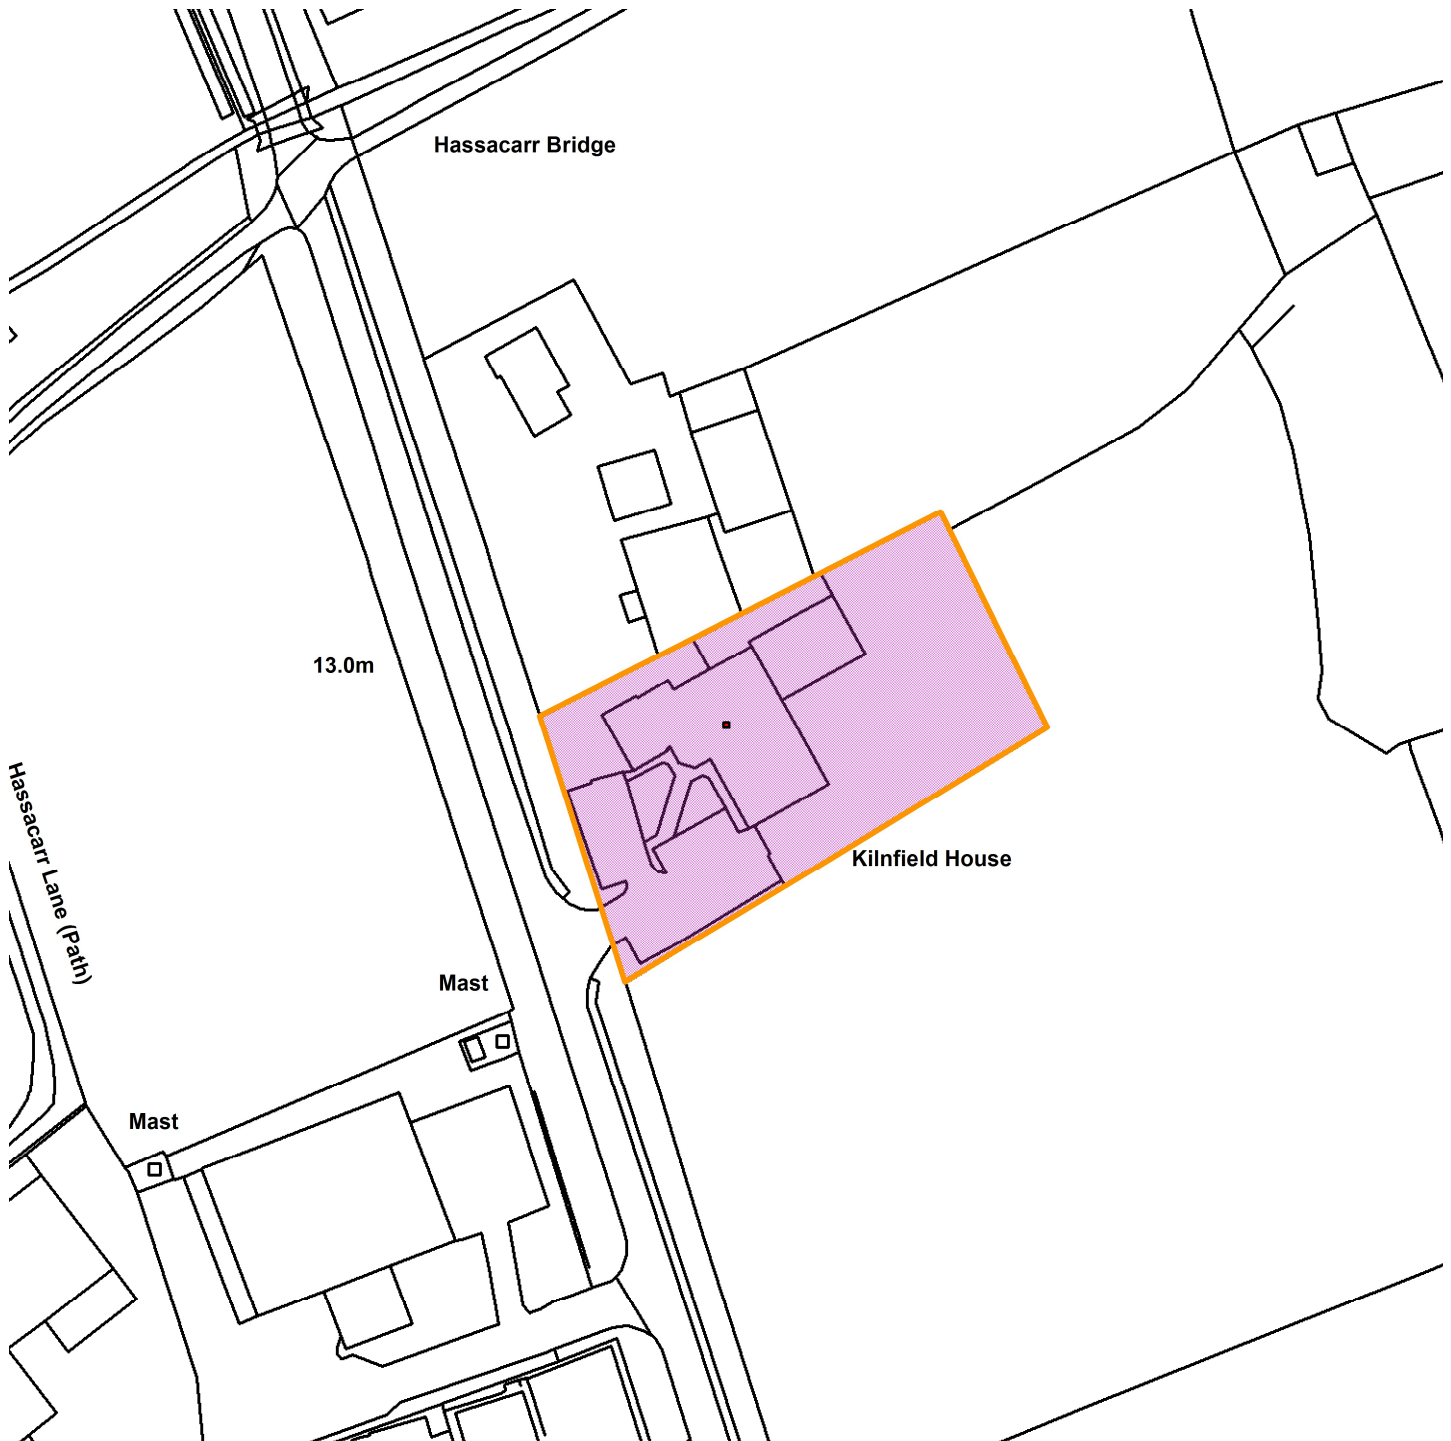 Hassacarr Bridge
13.0m
Hassacarr Lane (Path)
Kilnfield House
Mast
Mast